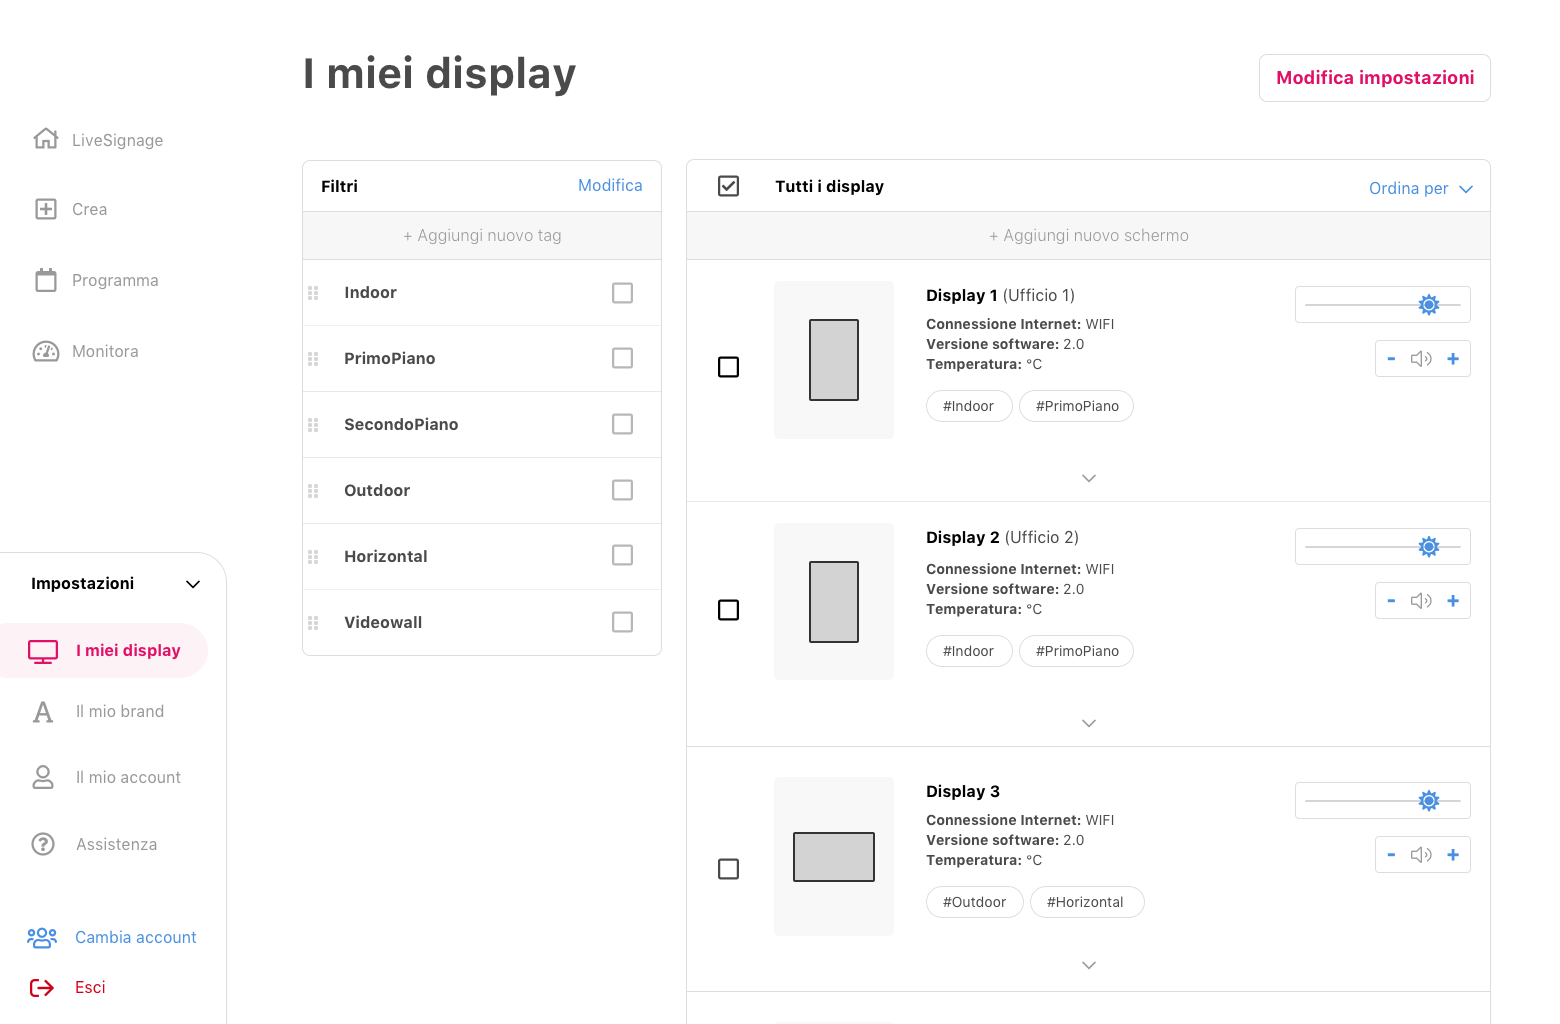 I miei display
Modifica impostazioni
LiveSignage
Crea
Programma
Monitora
Impostazioni
I miei display
Il mio brand
Il mio account
Assistenza
Cambia account
Esci
Filtri
Modifica
+ Aggiungi nuovo tag
Indoor
PrimoPiano
SecondoPiano
Outdoor
Horizontal
Videowall
Tutti i display
Ordina per
+ Aggiungi nuovo schermo
Display 1 (Ufficio 1)
Connessione Internet: WIFI
Versione software: 2.0
Temperatura: °C
#Indoor
#PrimoPiano
- +
Display 2 (Ufficio 2)
Connessione Internet: WIFI
Versione software: 2.0
Temperatura: °C
#Indoor
#PrimoPiano
- +
Display 3
Connessione Internet: WIFI
Versione software: 2.0
Temperatura: °C
#Outdoor
#Horizontal
- +